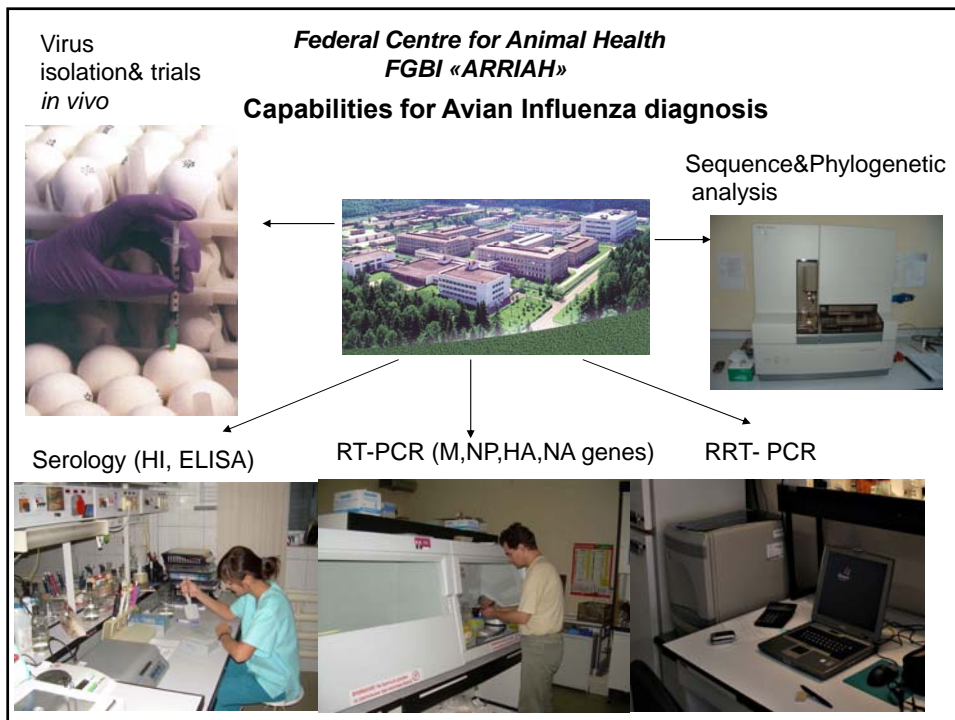 Virus
isolation& trials
in vivo
Federal Centre for Animal Health
FGBI «ARRIAH»
Capabilities for Avian Influenza diagnosis
Sequence&Phylogenetic
analysis
Serology (HI, ELISA)
RT-PCR (M,NP,HA,NA genes)
RRT- PCR